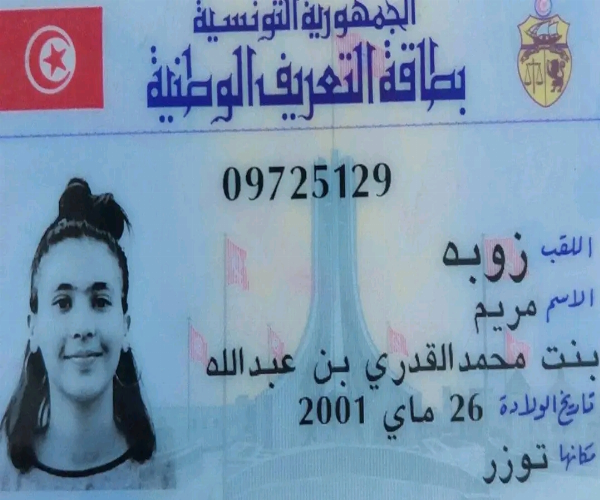 الجمهورية التونسية
بطاقة التعريف الوطنية
09725129
اللقب زوبه
الاسم مريم
بنت محمدالقدري بن عبدالله
تاريخ الولادة 26 ماي 2001
مكانها توزر